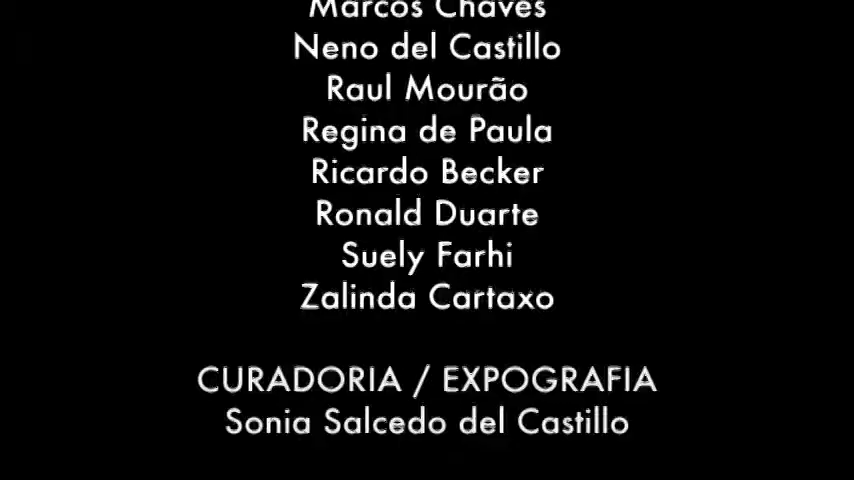 Marcos Chaves
Neno del Castillo
Raul Mourão
Regina de Paula
Ricardo Becker
Ronald Duarte
Suely Farhi
Zalinda Cartaxo
CURADORIA / EXPOGRAFIA
Sonia Salcedo del Castillo